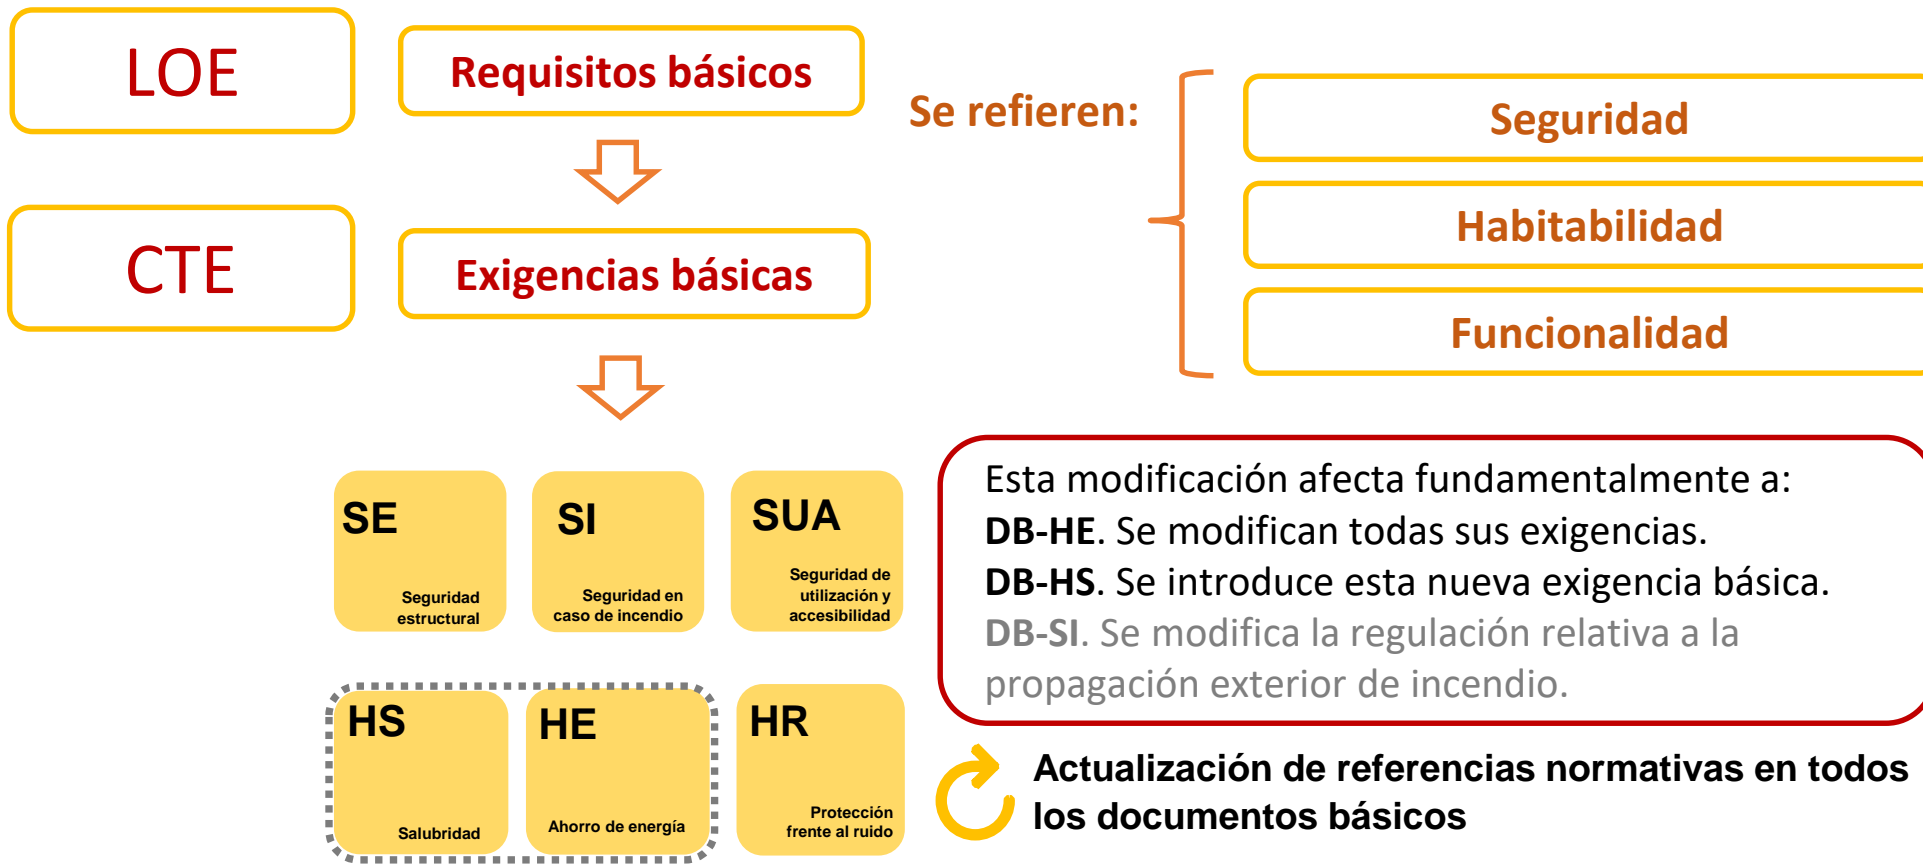 LOE
Requisitos básicos
Se refieren:
Seguridad
Habitabilidad
Funcionalidad
CTE
Exigencias básicas
SE
Seguridad
estructural
SI
Seguridad en
caso de incendio
SUA
Seguridad de
utilización y
accesibilidad
HS
Salubridad
HE
Ahorro de energía
HR
Protección
frente al ruido
Esta modificación afecta fundamentalmente a:
DB-HE. Se modifican todas sus exigencias.
DB-HS. Se introduce esta nueva exigencia básica.
DB-SI. Se modifica la regulación relativa a la
propagación exterior de incendio.
Actualización de referencias normativas en todos
los documentos básicos